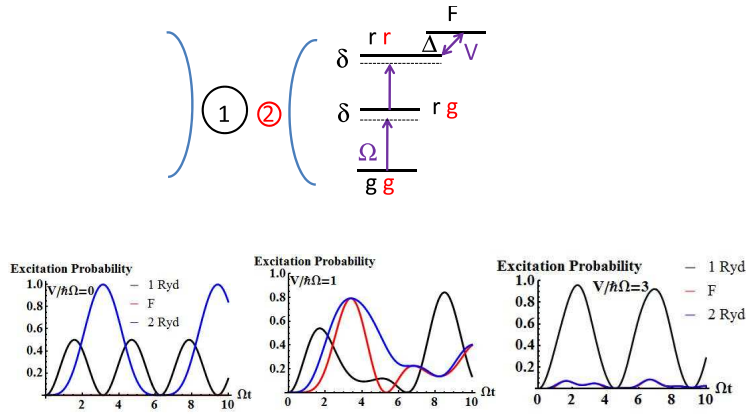 F
r r
Δ
V
δ
1
2
δ
r g
Ω
g g
Excitation Probability
V/ħΩ=0
1 Ryd
F
2 Ryd
1.0
0.8
0.6
0.4
0.2
2 4 6 8 10
Ωt
Excitation Probability
V/ħΩ=1
1.0
0.8
0.6
0.4
0.2
0 2 4 6 8 10
Ωt
Excitation Probability
V/ħΩ=3
1 Ryd
F
2 Ryd
1.0
0.8
0.6
0.4
0.2
0 2 4 6 8 10
Ωt